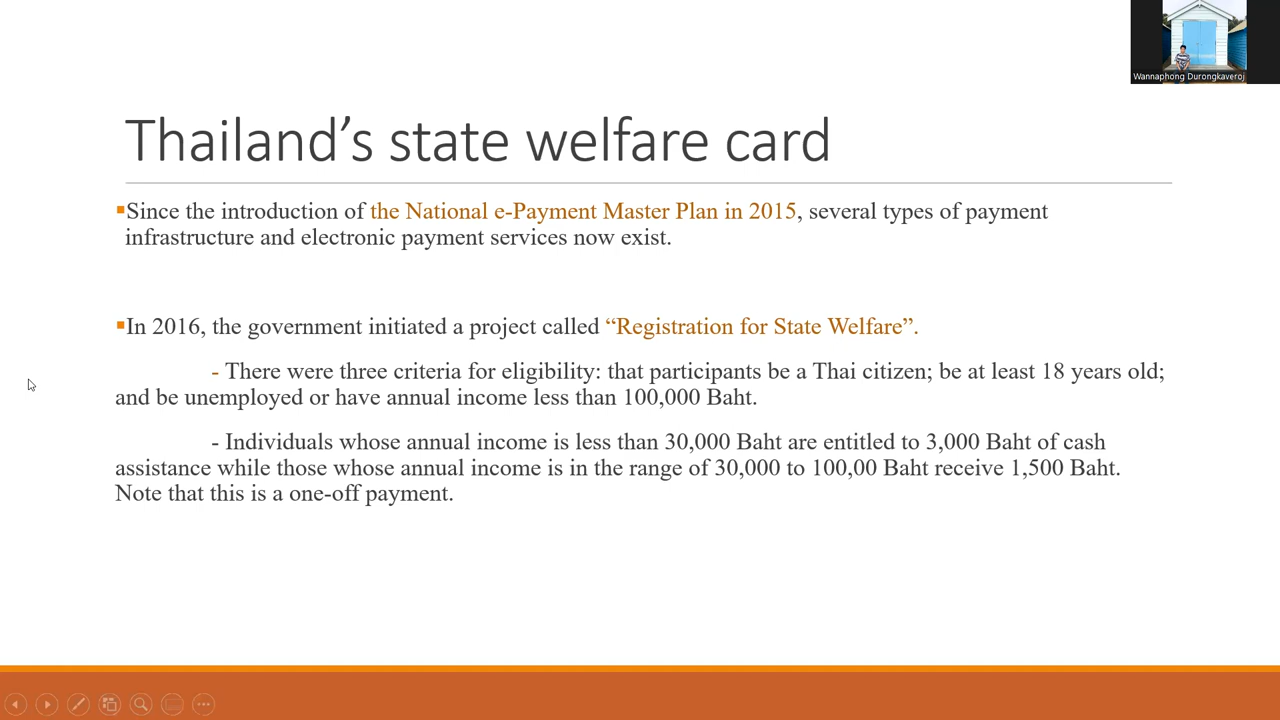 Wannaphong Durongkaveroj
Thailand’s state welfare card
▪Since the introduction of the National e-Payment Master Plan in 2015, several types of payment
infrastructure and electronic payment services now exist.
▪In 2016, the government initiated a project called “Registration for State Welfare”.
- There were three criteria for eligibility: that participants be a Thai citizen; be at least 18 years old;
and be unemployed or have annual income less than 100,000 Baht.
- Individuals whose annual income is less than 30,000 Baht are entitled to 3,000 Baht of cash
assistance while those whose annual income is in the range of 30,000 to 100,00 Baht receive 1,500 Baht.
Note that this is a one-off payment.